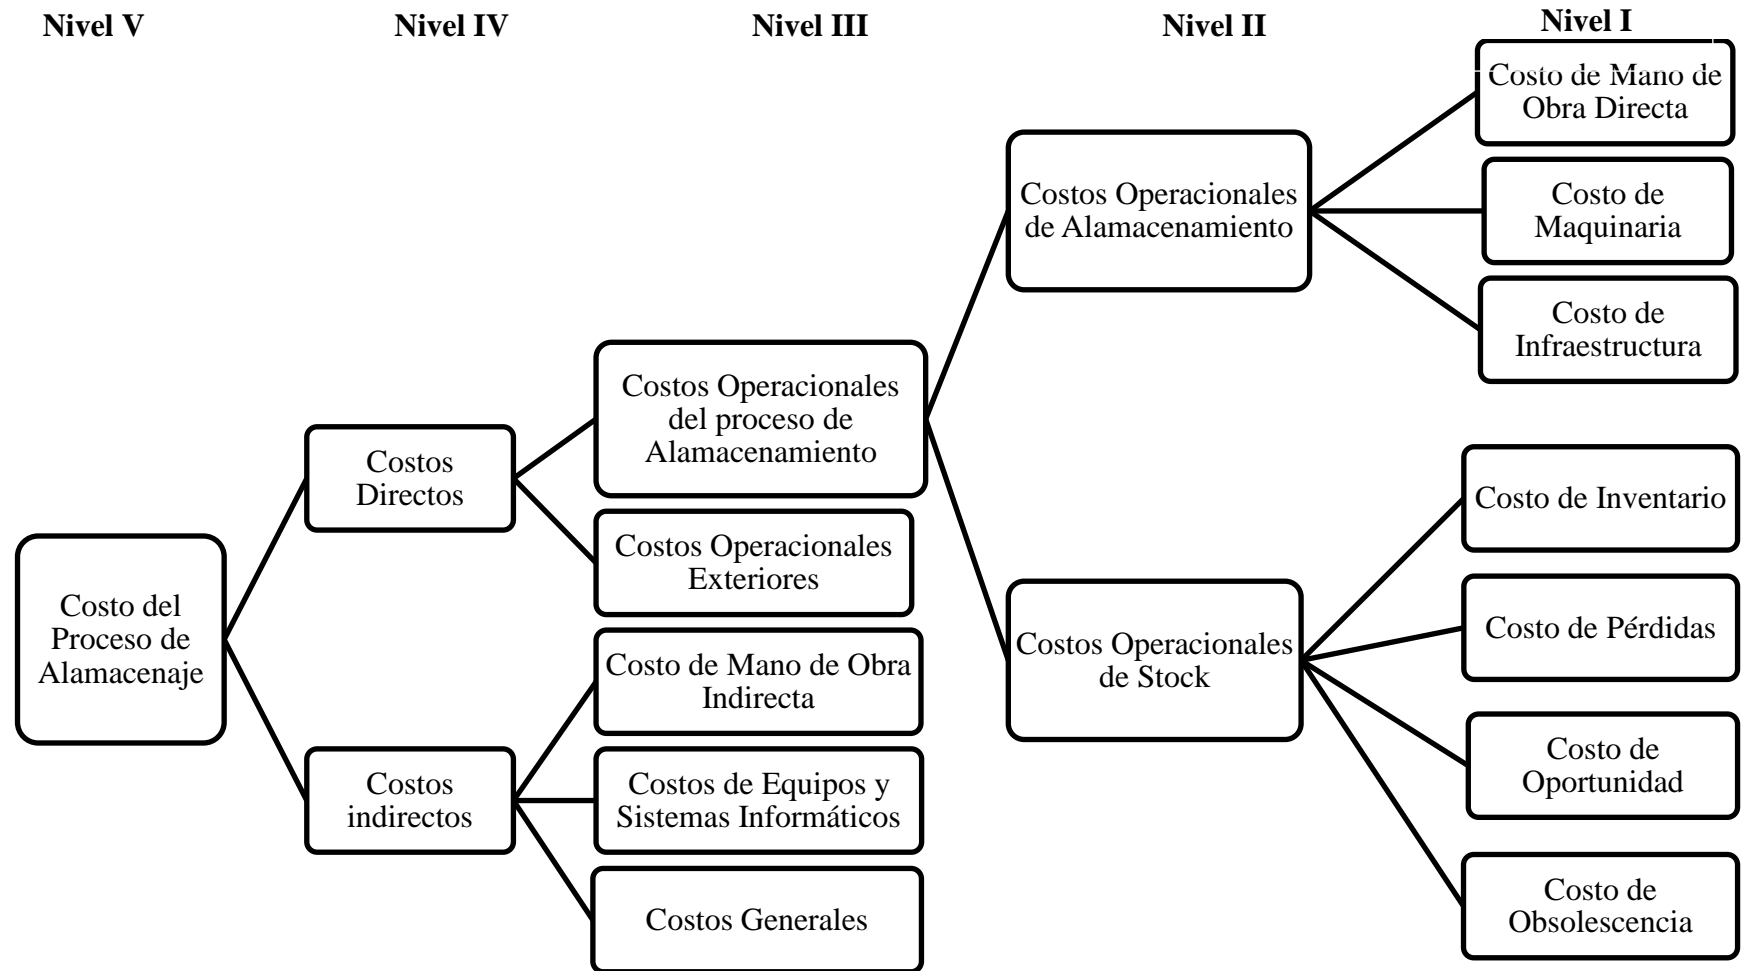 Nivel V
Nivel IV
Nivel III
Nivel II
Nivel I
Costo del
Proceso de
Alamacenaje
Costos
Directos
Costos
indirectos
Costos Operacionales
del proceso de
Alamacenamiento
Costos Operacionales
Exteriores
Costo de Mano de Obra
Indirecta
Costos de Equipos y
Sistemas Informáticos
Costos Generales
Costos Operacionales
de Alamacenamiento
Costos Operacionales
de Stock
Costo de Mano de
Obra Directa
Costo de
Maquinaria
Costo de
Infraestructura
Costo de Inventario
Costo de Pérdidas
Costo de
Oportunidad
Costo de
Obsolescencia